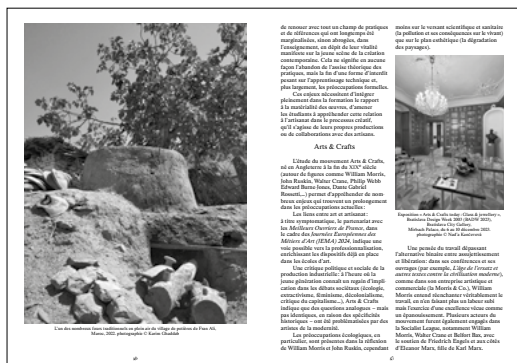 L'un des nombreux fours traditionnels en plein air du village de potières de Fran Ali,
Maroc, 2022, photographie © Karim Ghaddab
de renouer avec tout un champ de pratiques
et de références qui ont longtemps été
marginalisées, sinon abrogées, dans
l'enseignement, en dépit de leur vitalité
manifeste sur la jeune scène de la création
contemporaine. Cela ne signifie en aucune
façon l'abandon de l'assise théorique des
pratiques, mais la fin d'une forme d'interdit
pesant sur l'apprentissage technique et,
plus largement, les préoccupations formelles.
Ces enjeux nécessitent d'intégrer
pleinement dans la formation le rapport
à la matérialité des œuvres, d'amener
les étudiants à appréhender cette relation
à l'artisanat dans le processus créatif,
qu'il s'agisse de leurs propres productions
ou de collaborations avec des artisans.
Arts & Crafts
L'étude du mouvement Arts & Crafts,
né en Angleterre à la fin du XIXe siècle
(autour de figures comme William Morris,
John Ruskin, Walter Crane, Philip Webb
Edward Burne-Jones, Dante Gabriel
Rossetti,...) permet d'appréhender de nom-
breux enjeux qui trouvent un prolongement
dans les préoccupations actuelles :
Les liens entre art et artisanat :
à titre symptomatique, le partenariat avec
les Meilleurs Ouvriers de France, dans
le cadre des Journées Européennes des
Métiers d'Art (JEMA) 2024, indique une
voie possible vers la professionnalisation,
enrichissant les dispositifs déjà en place
dans les écoles d'art.
Une critique politique et sociale de la
production industrielle : à l'heure où la
jeune génération connaît un regain d'impli-
cation dans les débats sociétaux (écologie,
extractivisme, féminisme, décolonialisme,
critique du capitalisme...), Arts & Crafts
indique que des questions analogues – mais
pas identiques, en raison des spécificités
historiques – ont été problématisées par des
artistes de la modernité.
Les préoccupations écologiques, en
particulier, sont présentes dans la réflexion
de William Morris et John Ruskin, cependant
moins sur le versant scientifique et sanitaire
(la pollution et ses conséquences sur le vivant)
que sur le plan esthétique (la dégradation
des paysages).
Exposition « Arts & Crafts today : Glass & jewellery »,
Bratislava Design Week 2023 (BADW 2023),
Bratislava City Gallery,
Mirbach Palace, du 6 au 10 décembre 2023,
photographie © Naďa Kančevová
Une pensée du travail dépassant
l'alternative binaire entre assujettissement
et libération : dans ses conférences et ses
ouvrages (par exemple, L'âge de l'ersatz et
autres textes contre la civilisation moderne),
comme dans son entreprise artistique et
commerciale (la Morris & Co.), William
Morris entend réenchanter véritablement le
travail, en n'en faisant plus un labeur subi
mais l'exercice d'une excellence vécue comme
un épanouissement. Plusieurs acteurs du
mouvement furent également engagés dans
la Socialist League, notamment William
Morris, Walter Crane et Belfort Bax, avec
le soutien de Friedrich Engels et aux côtés
d'Eleanor Marx, fille de Karl Marx.